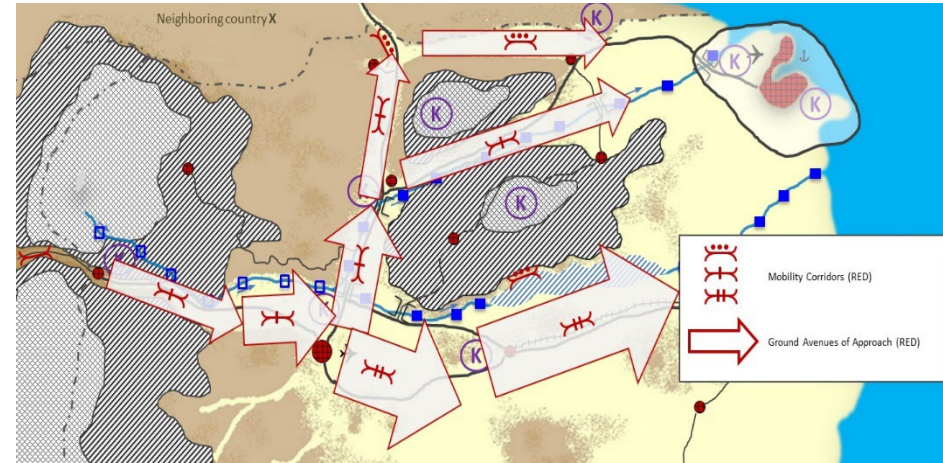 Neighboring country X
K
K
K
K
K
K
K
K
K
Mobility Corridors (RED)
Ground Avenues of Approach (RED)